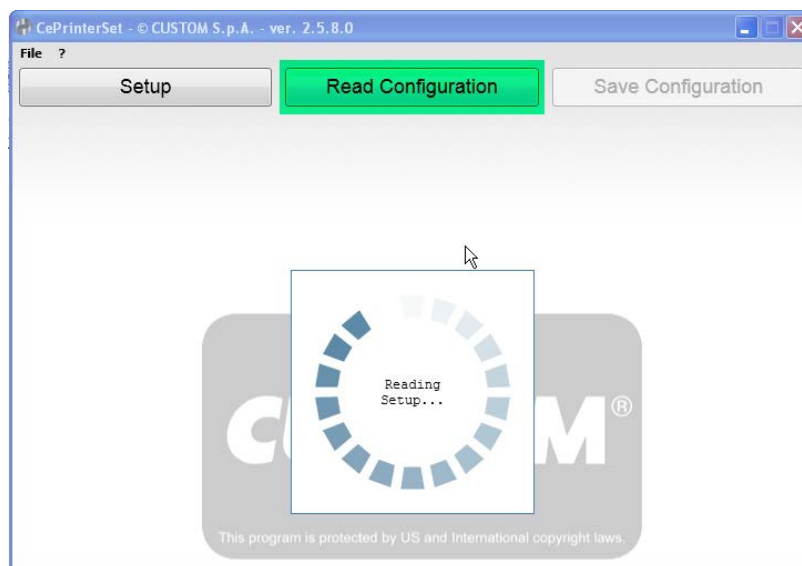 CePrinterSet - © CUSTOM S.p.A. - ver. 2.5.8.0
File ?
Setup Read Configuration Save Configuration
Reading
Setup...
®
This program is protected by US and International copyright laws.